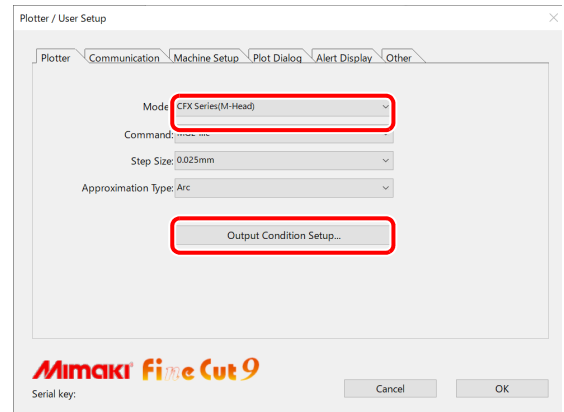 Plotter / User Setup
Plotter Communication Machine Setup Plot Dialog Alert Display Other
Mode CFX Series(M-Head)
Command:
Step Size: 0.025mm
Approximation Type: Arc
Output Condition Setup...
Mimaki Fine Cut 9
Serial key:
Cancel OK